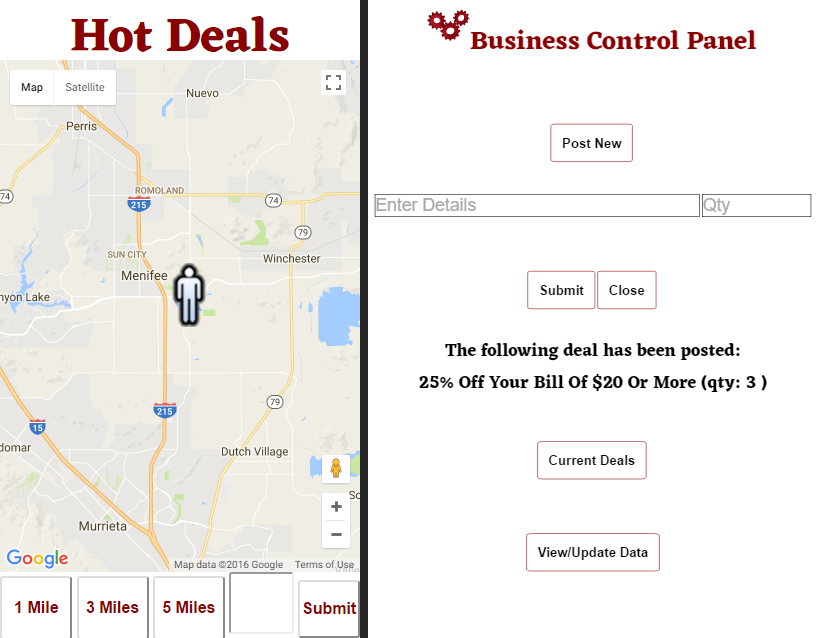 Hot Deals
Map
Satellite
Nuevo
Perris
74
ROMOLAND
215
74
79
SUN CITY
Menifee
Winchester
nyon Lake
79
215
15
domar
Dutch Village
Sc
Murrieta
Google
Map data ©2016 Google
Terms of Use
1 Mile
3 Miles
5 Miles
Submit
Business Control Panel
Post New
Enter Details
Qty
Submit
Close
The following deal has been posted:
25% Off Your Bill Of $20 Or More (qty: 3 )
Current Deals
View/Update Data